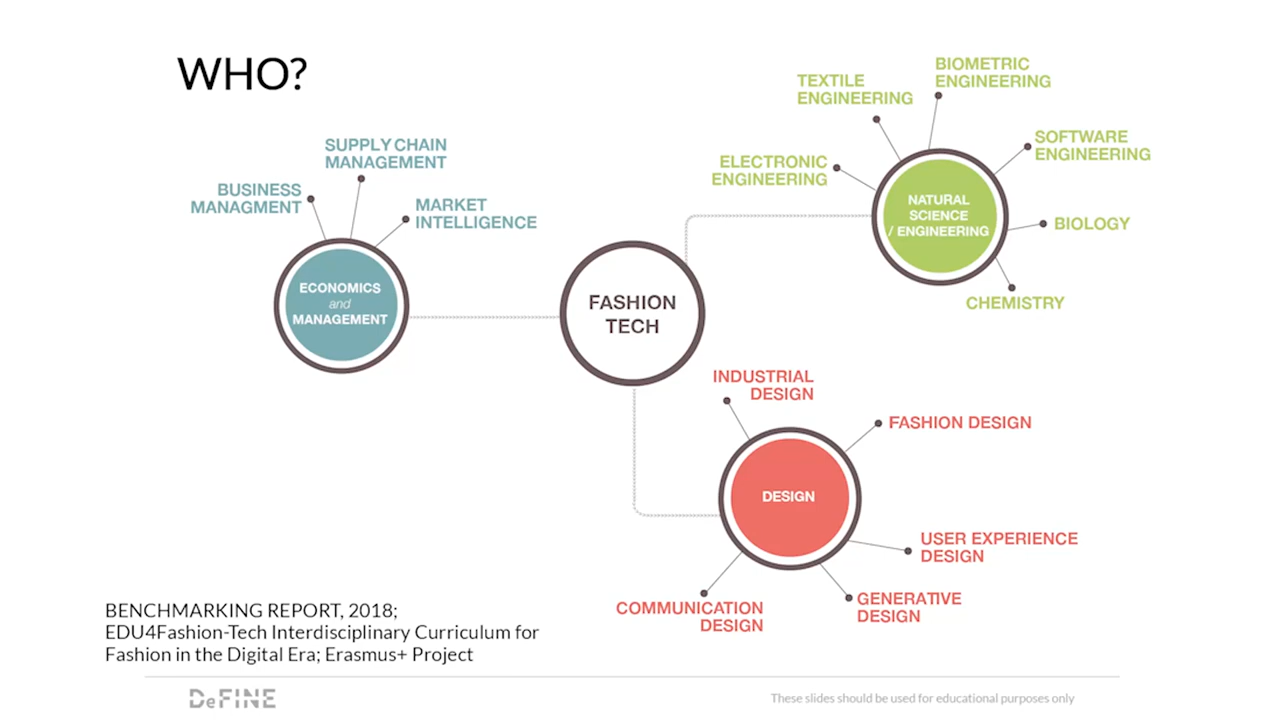 WHO?
SUPPLY CHAIN
MANAGEMENT
BUSINESS
MANAGMENT
MARKET
INTELLIGENCE
ECONOMICS
and
MANAGEMENT
FASHION
TECH
TEXTILE
ENGINEERING
BIOMETRIC
ENGINEERING
ELECTRONIC
ENGINEERING
SOFTWARE
ENGINEERING
NATURAL
SCIENCE
/ ENGINEERING
BIOLOGY
CHEMISTRY
INDUSTRIAL
DESIGN
FASHION DESIGN
DESIGN
USER EXPERIENCE
DESIGN
GENERATIVE
DESIGN
COMMUNICATION
DESIGN
BENCHMARKING REPORT, 2018;
EDU4Fashion-Tech Interdisciplinary Curriculum for
Fashion in the Digital Era; Erasmus+ Project
DeFINE
These slides should be used for educational purposes only